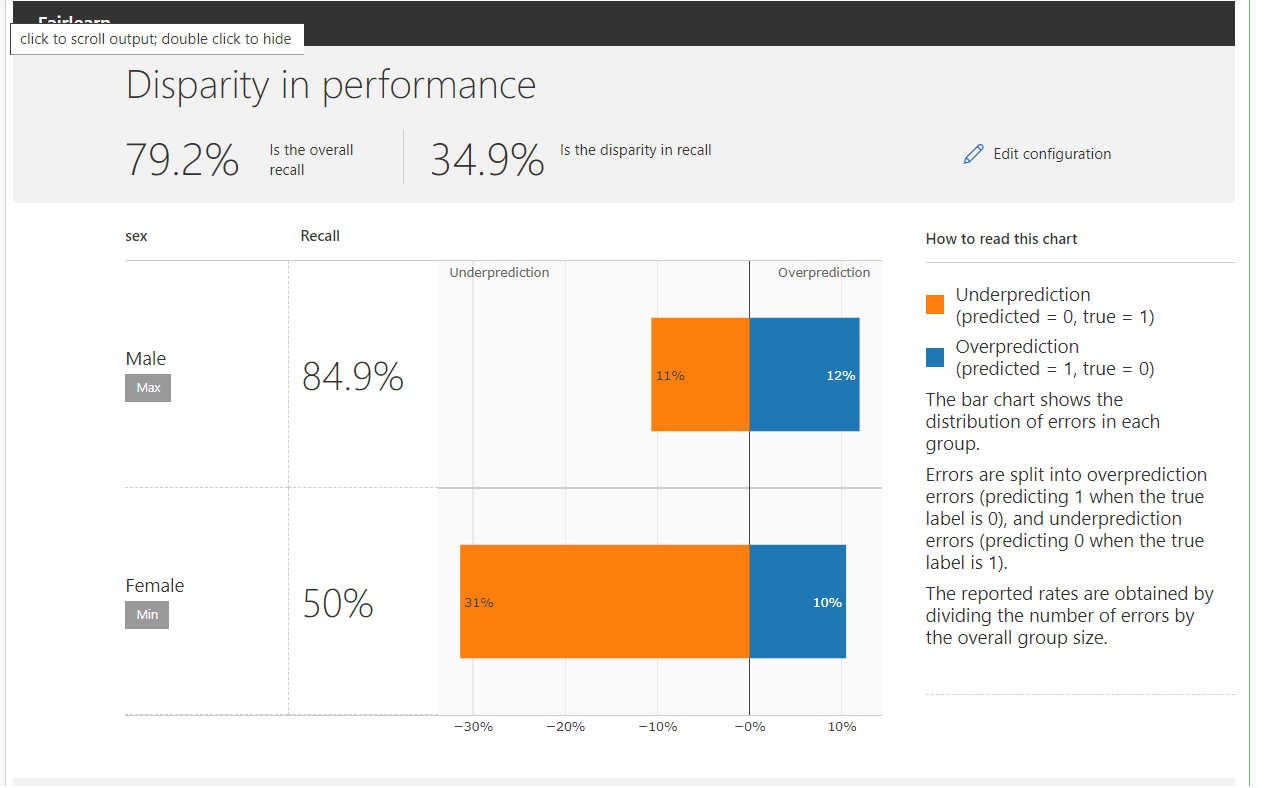 Fairlearn
click to scroll output; double click to hide
Disparity in performance
79.2%
Is the overall
recall
34.9%
Is the disparity in recall
Edit configuration
sex
Recall
How to read this chart
Underprediction
Overprediction
Underprediction
(predicted = 0, true = 1)
Overprediction
(predicted = 1, true = 0)
The bar chart shows the
distribution of errors in each
group.
Errors are split into overprediction
errors (predicting 1 when the true
label is 0), and underprediction
errors (predicting 0 when the true
label is 1).
The reported rates are obtained by
dividing the number of errors by
the overall group size.
Male
Max
84.9%
11%
12%
Female
Min
50%
31%
10%
−30%
−20%
−10%
−0%
10%